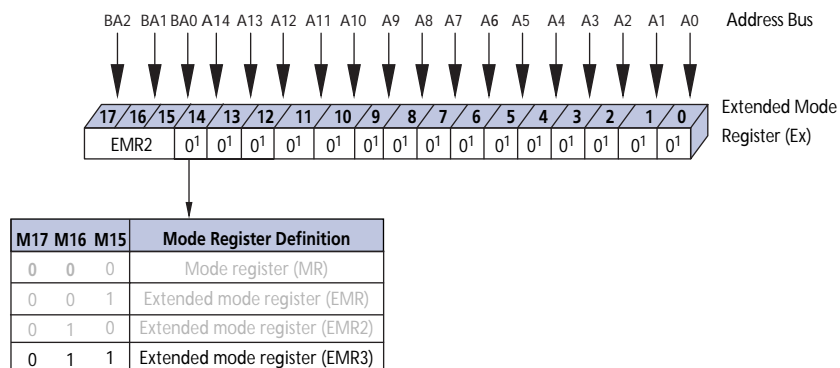 BA2 BA1 BA0 A14 A13 A12 A11 A10 A9 A8 A7 A6 A5 A4 A3 A2 A1 A0 Address Bus
17 16 15 14 13 12 11 10 9 8 7 6 5 4 3 2 1 0 Extended Mode
EMR2 0¹ 0¹ 0¹ 0¹ 0¹ 0¹ 0¹ 0¹ 0¹ 0¹ 0¹ 0¹ 0¹ 0¹ 0¹ Register (Ex)
M17 M16 M15 Mode Register Definition
0 0 0 Mode register (MR)
0 0 1 Extended mode register (EMR)
0 1 0 Extended mode register (EMR2)
0 1 1 Extended mode register (EMR3)